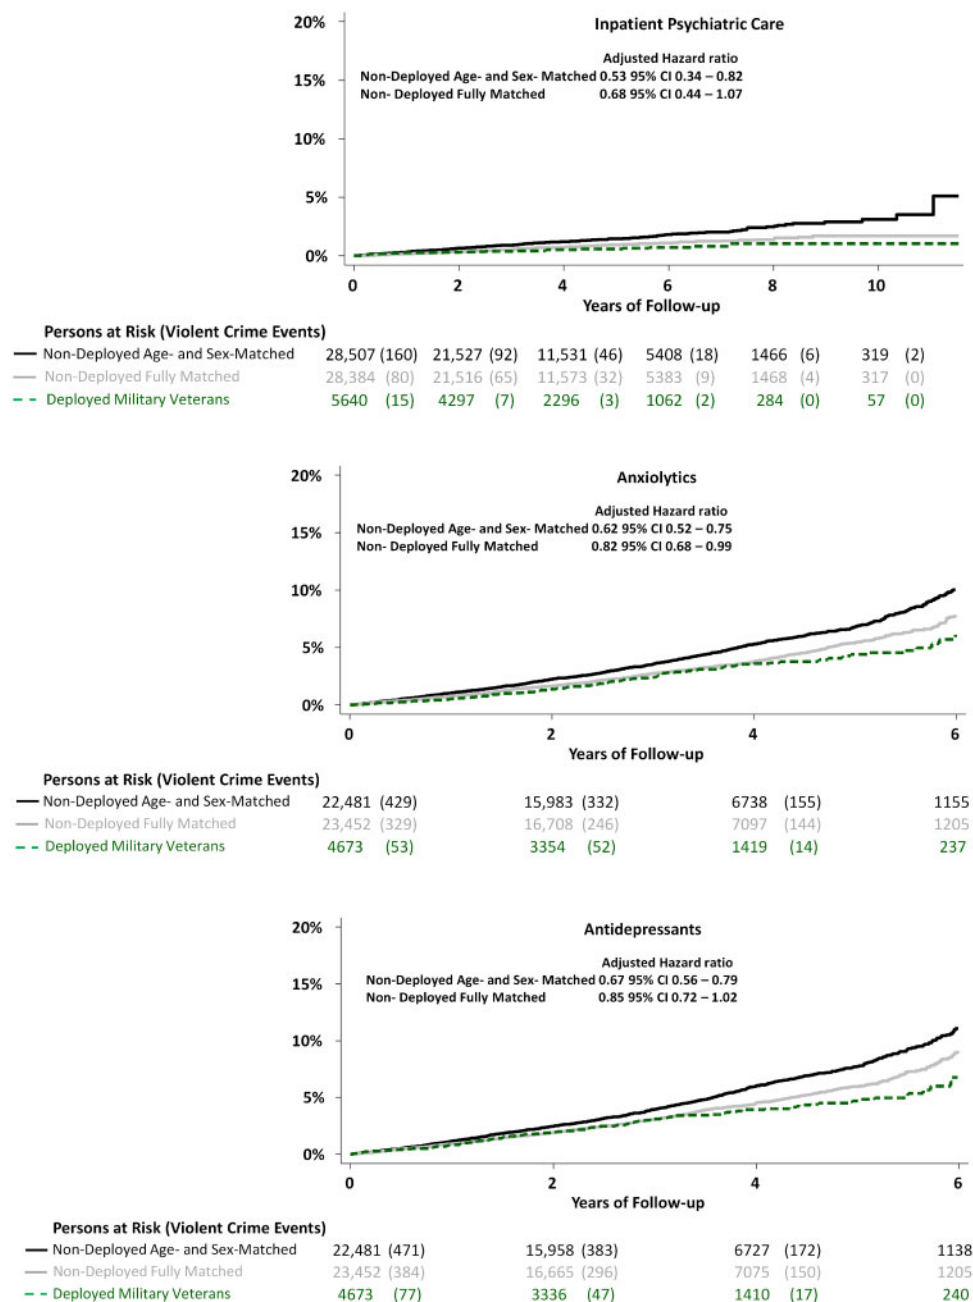 20%
Inpatient Psychiatric Care
Adjusted Hazard ratio
15%
Non-Deployed Age- and Sex- Matched 0.53 95% CI 0.34 – 0.82
Non- Deployed Fully Matched 0.68 95% CI 0.44 – 1.07
10%
5%
0%
0 2 4 6 8 10
Years of Follow-up
Persons at Risk (Violent Crime Events)
Non-Deployed Age- and Sex-Matched 28,507 (160) 21,527 (92) 11,531 (46) 5408 (18) 1466 (6) 319 (2)
Non-Deployed Fully Matched 28,384 (80) 21,516 (65) 11,573 (32) 5383 (9) 1468 (4) 317 (0)
Deployed Military Veterans 5640 (15) 4297 (7) 2296 (3) 1062 (2) 284 (0) 57 (0)
20%
Anxiolytics
Adjusted Hazard ratio
15%
Non-Deployed Age- and Sex- Matched 0.62 95% CI 0.52 – 0.75
Non- Deployed Fully Matched 0.82 95% CI 0.68 – 0.99
10%
5%
0%
0 2 4 6
Years of Follow-up
Persons at Risk (Violent Crime Events)
Non-Deployed Age- and Sex-Matched 22,481 (429) 15,983 (332) 6738 (155) 1155
Non-Deployed Fully Matched 23,452 (329) 16,708 (246) 7097 (144) 1205
Deployed Military Veterans 4673 (53) 3354 (52) 1419 (14) 237
20%
Antidepressants
Adjusted Hazard ratio
15%
Non-Deployed Age- and Sex- Matched 0.67 95% CI 0.56 – 0.79
Non- Deployed Fully Matched 0.85 95% CI 0.72 – 1.02
10%
5%
0%
0 2 4 6
Years of Follow-up
Persons at Risk (Violent Crime Events)
Non-Deployed Age- and Sex-Matched 22,481 (471) 15,958 (383) 6727 (172) 1138
Non-Deployed Fully Matched 23,452 (384) 16,665 (296) 7075 (150) 1205
Deployed Military Veterans 4673 (77) 3336 (47) 1410 (17) 240